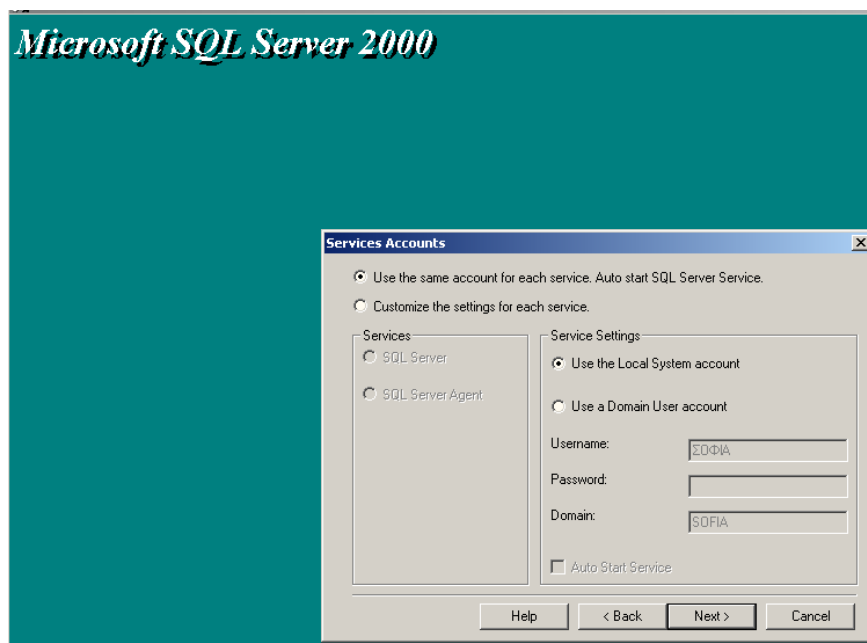 Microsoft SQL Server 2000
Services Accounts
Use the same account for each service. Auto start SQL Server Service.
Customize the settings for each service.
Services
SQL Server
SQL Server Agent
Service Settings
Use the Local System account
Use a Domain User account
Username:
ΣΟΦΙΑ
Password:
Domain:
SOFIA
Auto Start Service
Help
< Back
Next >
Cancel